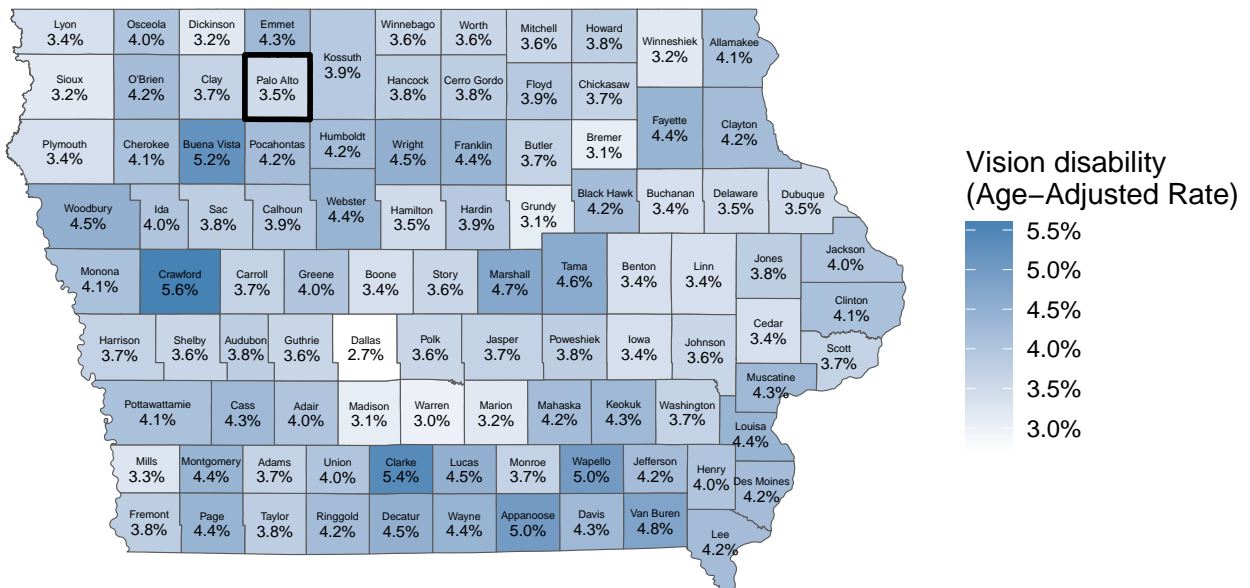 Lyon
3.4%
Osceola
4.0%
Dickinson
3.2%
Emmet
4.3%
Kossuth
3.9%
Winnebago
3.6%
Worth
3.6%
Mitchell
3.6%
Howard
3.8%
Winneshiek
3.2%
Allamakee
4.1%
Sioux
3.2%
O'Brien
4.2%
Clay
3.7%
Palo Alto
3.5%
Hancock
3.8%
Cerro Gordo
3.8%
Floyd
3.9%
Chickasaw
3.7%
Fayette
4.4%
Clayton
4.2%
Plymouth
3.4%
Cherokee
4.1%
Buena Vista
5.2%
Pocahontas
4.2%
Humboldt
4.2%
Wright
4.5%
Franklin
4.4%
Butler
3.7%
Bremer
3.1%
Woodbury
4.5%
Ida
4.0%
Sac
3.8%
Calhoun
3.9%
Webster
4.4%
Hamilton
3.5%
Hardin
3.9%
Grundy
3.1%
Black Hawk
4.2%
Buchanan
3.4%
Delaware
3.5%
Dubuque
3.5%
Monona
4.1%
Crawford
5.6%
Carroll
3.7%
Greene
4.0%
Boone
3.4%
Story
3.6%
Marshall
4.7%
Tama
4.6%
Benton
3.4%
Linn
3.4%
Jones
3.8%
Jackson
4.0%
Clinton
4.1%
Harrison
3.7%
Shelby
3.6%
Audubon
3.8%
Guthrie
3.6%
Dallas
2.7%
Polk
3.6%
Jasper
3.7%
Poweshiek
3.8%
Iowa
3.4%
Johnson
3.6%
Cedar
3.4%
Scott
3.7%
Muscatine
4.3%
Pottawattamie
4.1%
Cass
4.3%
Adair
4.0%
Madison
3.1%
Warren
3.0%
Marion
3.2%
Mahaska
4.2%
Keokuk
4.3%
Washington
3.7%
Louisa
4.4%
Mills
3.3%
Montgomery
4.4%
Adams
3.7%
Union
4.0%
Clarke
5.4%
Lucas
4.5%
Monroe
3.7%
Wapello
5.0%
Jefferson
4.2%
Henry
4.0%
Des Moines
4.2%
Fremont
3.8%
Page
4.4%
Taylor
3.8%
Ringgold
4.2%
Decatur
4.5%
Wayne
4.4%
Appanoose
5.0%
Davis
4.3%
Van Buren
4.8%
Lee
4.2%
Vision disability
(Age−Adjusted Rate)
5.5%
5.0%
4.5%
4.0%
3.5%
3.0%